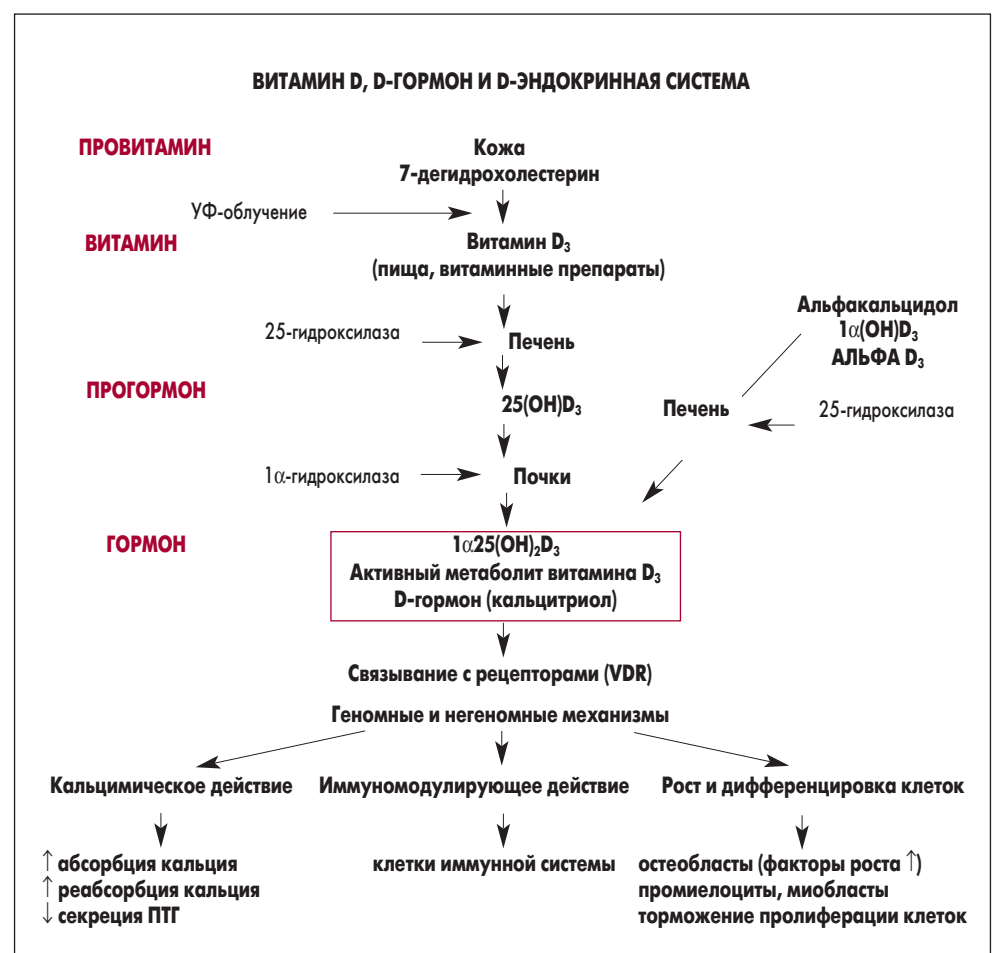 ВИТАМИН D, D-ГОРМОН И D-ЭНДОКРИННАЯ СИСТЕМА
ПРОВИТАМИН
Кожа
7-дегидрохолестерин
УФ-облучение
ВИТАМИН
Витамин D₃
(пища, витаминные препараты)
Альфакальцидол
1α(OH)D₃
АЛЬФА D₃
25-гидроксилаза
Печень
ПРОГОРМОН
25(OH)D₃
Печень
25-гидроксилаза
1α-гидроксилаза
Почки
ГОРМОН
1α25(OH)₂D₃
Активный метаболит витамина D₃
D-гормон (кальцитриол)
Связывание с рецепторами (VDR)
Геномные и негеномные механизмы
Кальцимическое действие
↑ абсорбция кальция
↑ реабсорбция кальция
↓ секреция ПТГ
Иммуномодулирующее действие
клетки иммунной системы
Рост и дифференцировка клеток
остеобласты (факторы роста ↑)
промиелоциты, миобласты
торможение пролиферации клеток